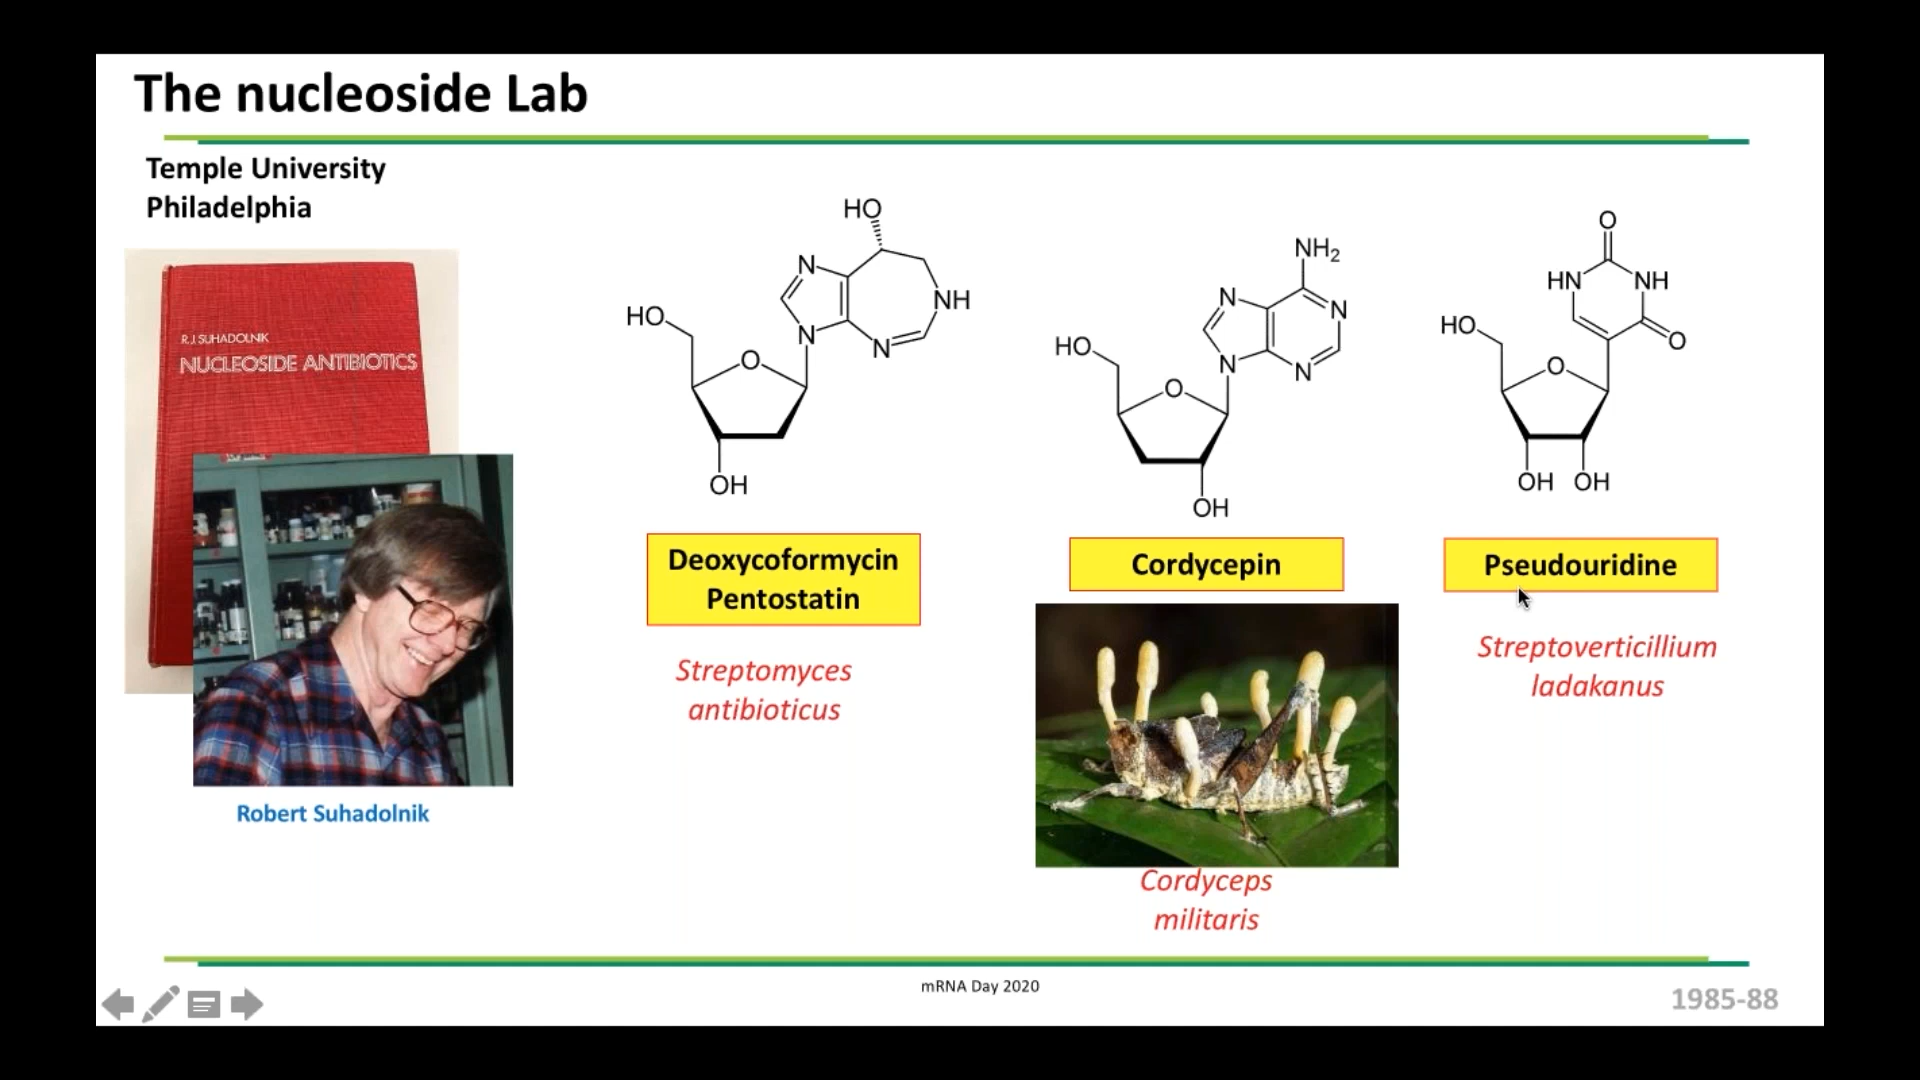 The nucleoside Lab
Temple University
Philadelphia
R.J. SUHADOLNIK
NUCLEOSIDE ANTIBIOTICS
Robert Suhadolnik
HO
N
NH
HO
N
N
O
OH
Deoxycoformycin
Pentostatin
Streptomyces
antibioticus
NH2
N
N
HO
N
N
O
OH
Cordycepin
Cordyceps
militaris
O
HN
NH
HO
O
O
OH OH
Pseudouridine
Streptoverticillium
ladakanus
mRNA Day 2020
1985-88